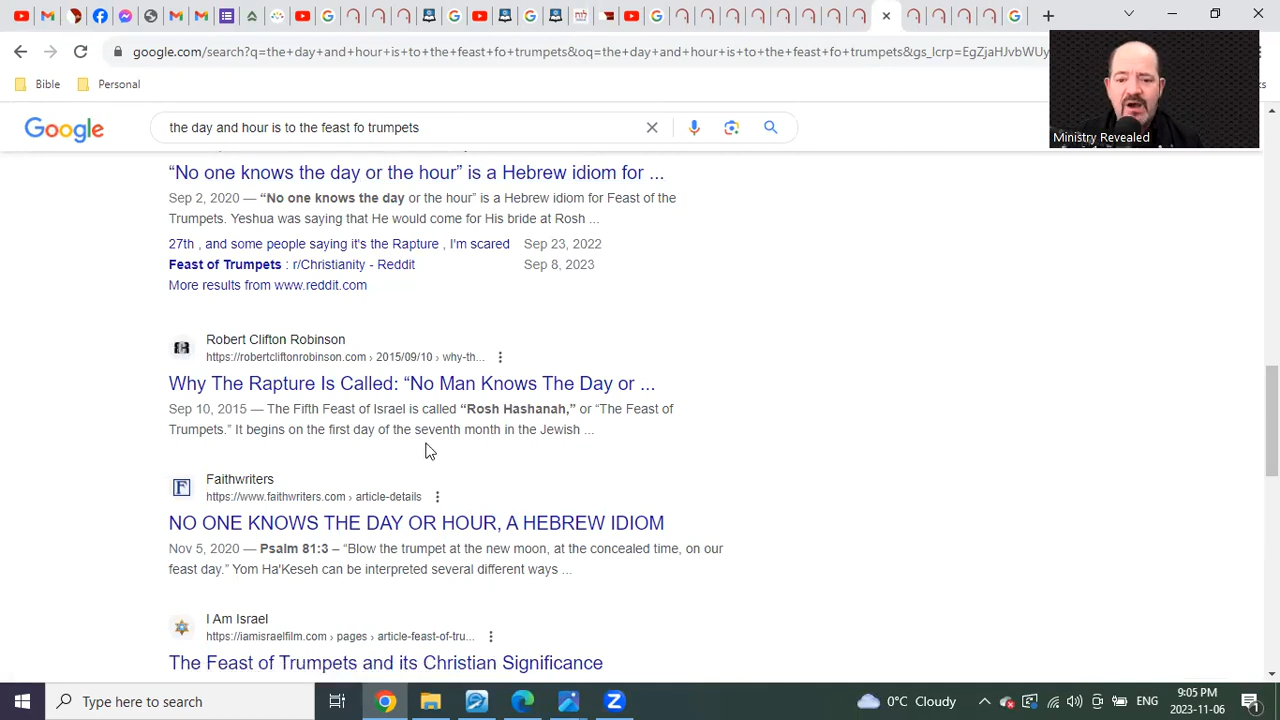 google.com/search?q=the+day+and+hour+is+to+the+feast+fo+trumpets&oq=the+day+and+hour+is+to+the+feast+fo+trumpets&gs_lcrp=EgZjaHJvbWUy
Bible
Personal
Google
the day and hour is to the feast fo trumpets
Ministry Revealed
“No one knows the day or the hour” is a Hebrew idiom for ...
Sep 2, 2020 — “No one knows the day or the hour” is a Hebrew idiom for Feast of the
Trumpets. Yeshua was saying that He would come for His bride at Rosh ...
27th , and some people saying it's the Rapture , I'm scared Sep 23, 2022
Feast of Trumpets : r/Christianity - Reddit Sep 8, 2023
More results from www.reddit.com
Robert Clifton Robinson
https://robertcliftonrobinson.com › 2015/09/10 › why-th...
Why The Rapture Is Called: “No Man Knows The Day or ...
Sep 10, 2015 — The Fifth Feast of Israel is called “Rosh Hashanah,” or “The Feast of
Trumpets.” It begins on the first day of the seventh month in the Jewish ...
Faithwriters
https://www.faithwriters.com › article-details
NO ONE KNOWS THE DAY OR HOUR, A HEBREW IDIOM
Nov 5, 2020 — Psalm 81:3 – “Blow the trumpet at the new moon, at the concealed time, on our
feast day.” Yom Ha'Keseh can be interpreted several different ways ...
I Am Israel
https://iamisraelfilm.com › pages › article-feast-of-tru...
The Feast of Trumpets and its Christian Significance
Type here to search
0°C Cloudy
ENG
9:05 PM
2023-11-06